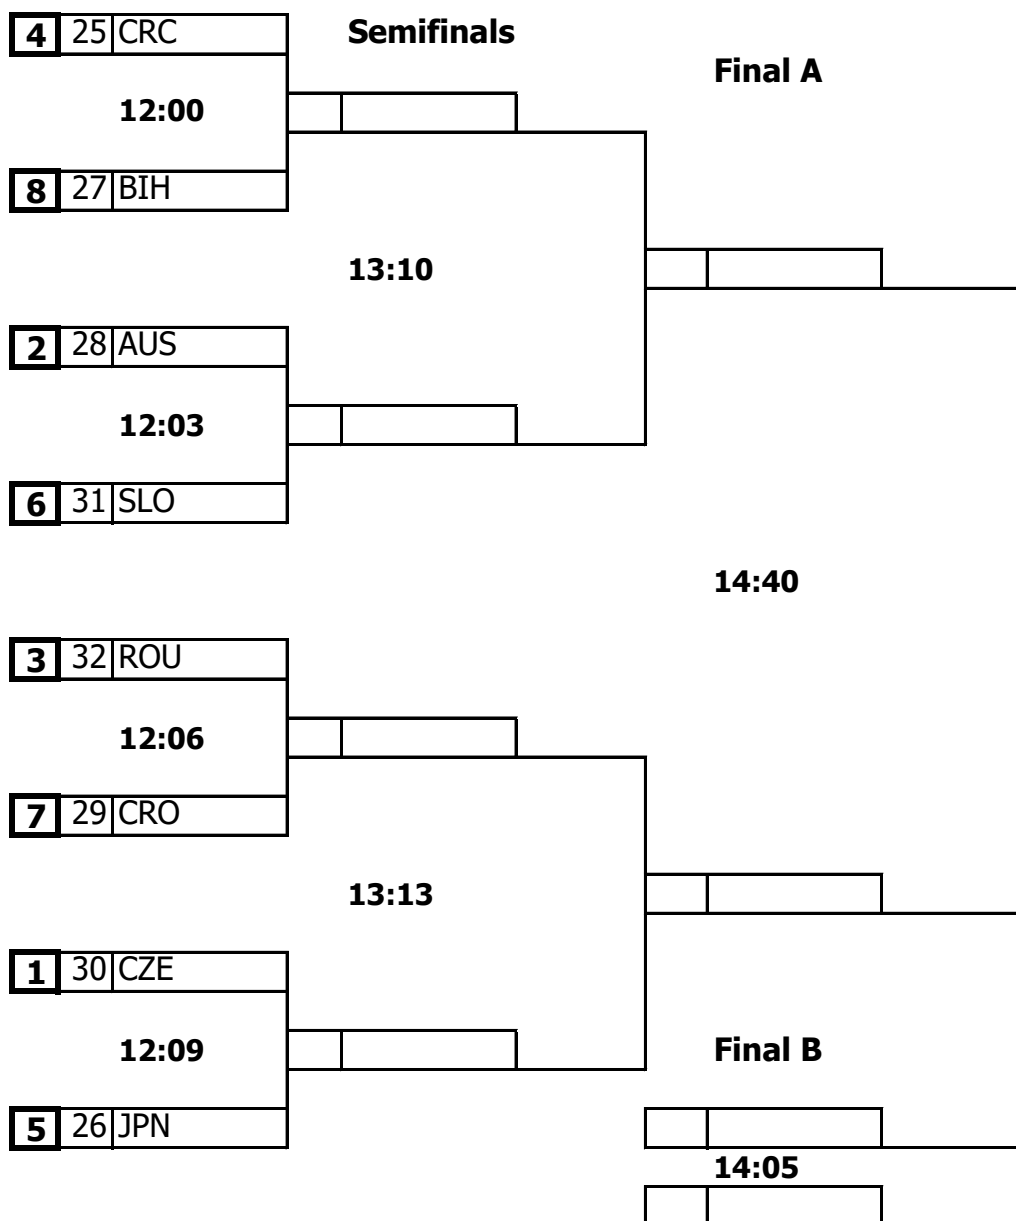 4 25 CRC Semifinals
Final A
12:00
8 27 BIH
13:10
2 28 AUS
12:03
6 31 SLO
14:40
3 32 ROU
12:06
7 29 CRO
13:13
1 30 CZE
12:09 Final B
5 26 JPN
14:05